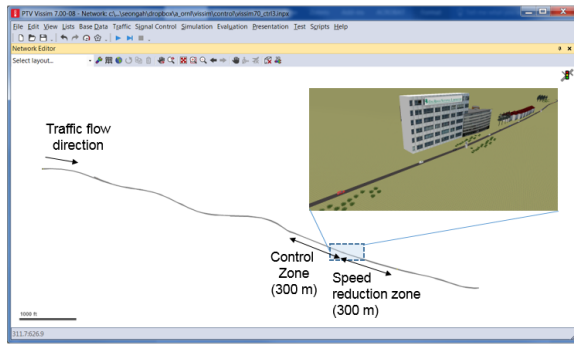 PTV Vissim 7.00-08 - Network: c:\...\seongah\dropbox\a_ornl\vissim\control\vissim70_ctrl3.inpx
File Edit View Lists Base Data Traffic Signal Control Simulation Evaluation Presentation Test Scripts Help
Network Editor
Select layout...
Traffic flow
direction
Control
Zone
(300 m)
Speed
reduction zone
(300 m)
1000 ft
311.7:626.9